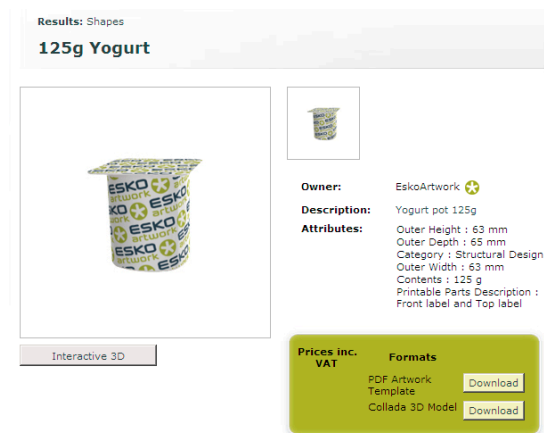 Results: Shapes
125g Yogurt
ESKO
artwork
ESKO
artwork
ESKO
artwork
ESKO
artwork
Interactive 3D
Owner: EskoArtwork
Description: Yogurt pot 125g
Attributes: Outer Height : 63 mm
Outer Depth : 65 mm
Category : Structural Design
Outer Width : 63 mm
Contents : 125 g
Printable Parts Description :
Front label and Top label
Prices inc. VAT Formats
PDF Artwork Template Download
Collada 3D Model Download